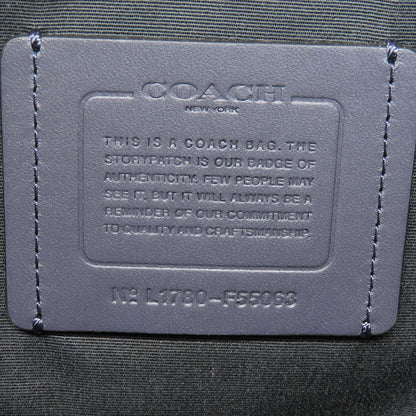 COACH
NEW YORK
THIS IS A COACH BAG. THE
STORYPATCH IS OUR BADGE OF
AUTHENTICITY. FEW PEOPLE MAY
SEE IT, BUT IT WILL ALWAYS BE A
REMINDER OF OUR COMMITMENT
TO QUALITY AND CRAFTSMANSHIP.
Nº L1780-F55063